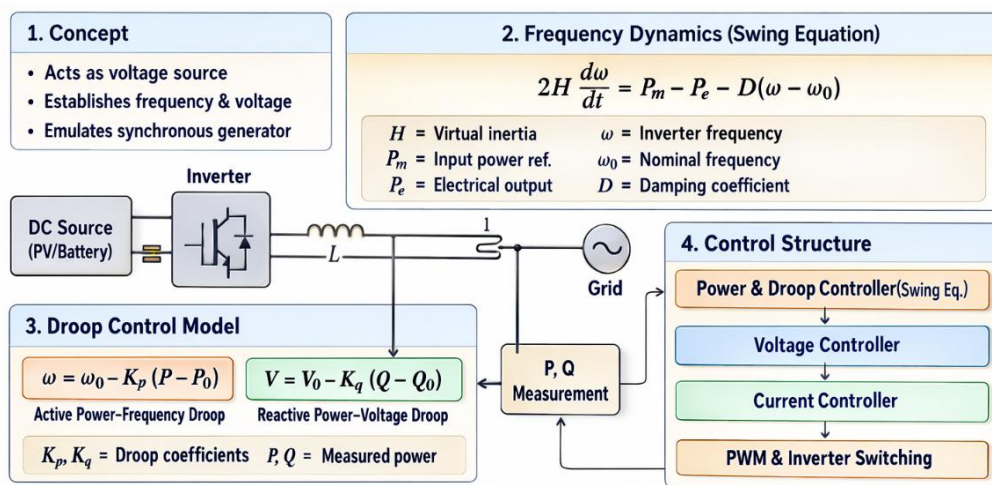 1. Concept
• Acts as voltage source
• Establishes frequency & voltage
• Emulates synchronous generator
2. Frequency Dynamics (Swing Equation)
2H dω/dt = Pₘ − Pₑ − D(ω − ω₀)
H = Virtual inertia
ω = Inverter frequency
Pₘ = Input power ref.
ω₀ = Nominal frequency
Pₑ = Electrical output
D = Damping coefficient
Inverter
DC Source
(PV/Battery)
L
1
Grid
3. Droop Control Model
ω = ω₀ − Kₚ (P − P₀)
Active Power–Frequency Droop
V = V₀ − K_q (Q − Q₀)
Reactive Power–Voltage Droop
Kₚ, K_q = Droop coefficients P, Q = Measured power
P, Q
Measurement
4. Control Structure
Power & Droop Controller(Swing Eq.)
Voltage Controller
Current Controller
PWM & Inverter Switching